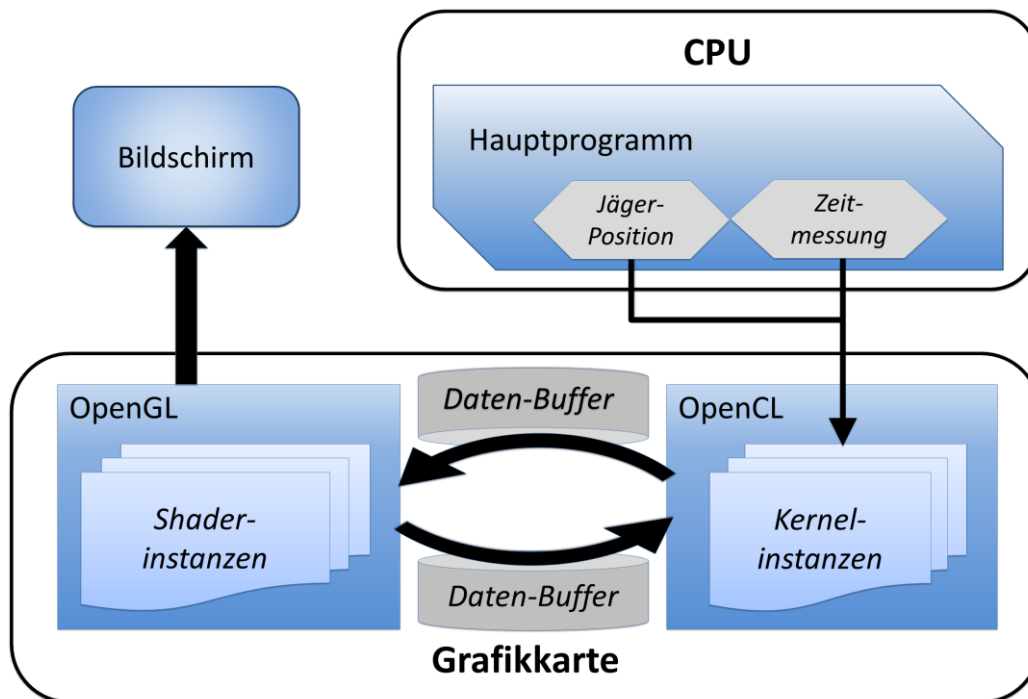 CPU
Hauptprogramm
Jäger-
Position
Zeit-
messung
Bildschirm
OpenGL
Shader-
instanzen
Daten-Buffer
Daten-Buffer
OpenCL
Kernel-
instanzen
Grafikkarte